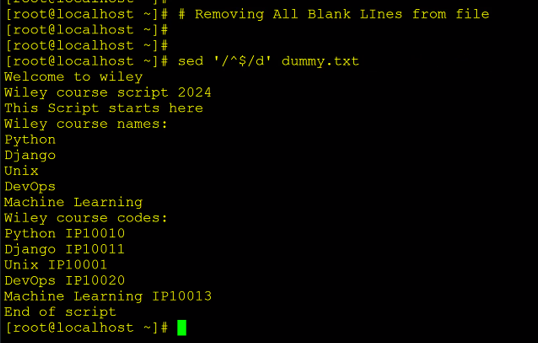 [root@localhost ~]#
[root@localhost ~]# # Removing All Blank LInes from file
[root@localhost ~]#
[root@localhost ~]#
[root@localhost ~]# sed '/^$/d' dummy.txt
Welcome to wiley
Wiley course script 2024
This Script starts here
Wiley course names:
Python
Django
Unix
DevOps
Machine Learning
Wiley course codes:
Python IP10010
Django IP10011
Unix IP10001
DevOps IP10020
Machine Learning IP10013
End of script
[root@localhost ~]#